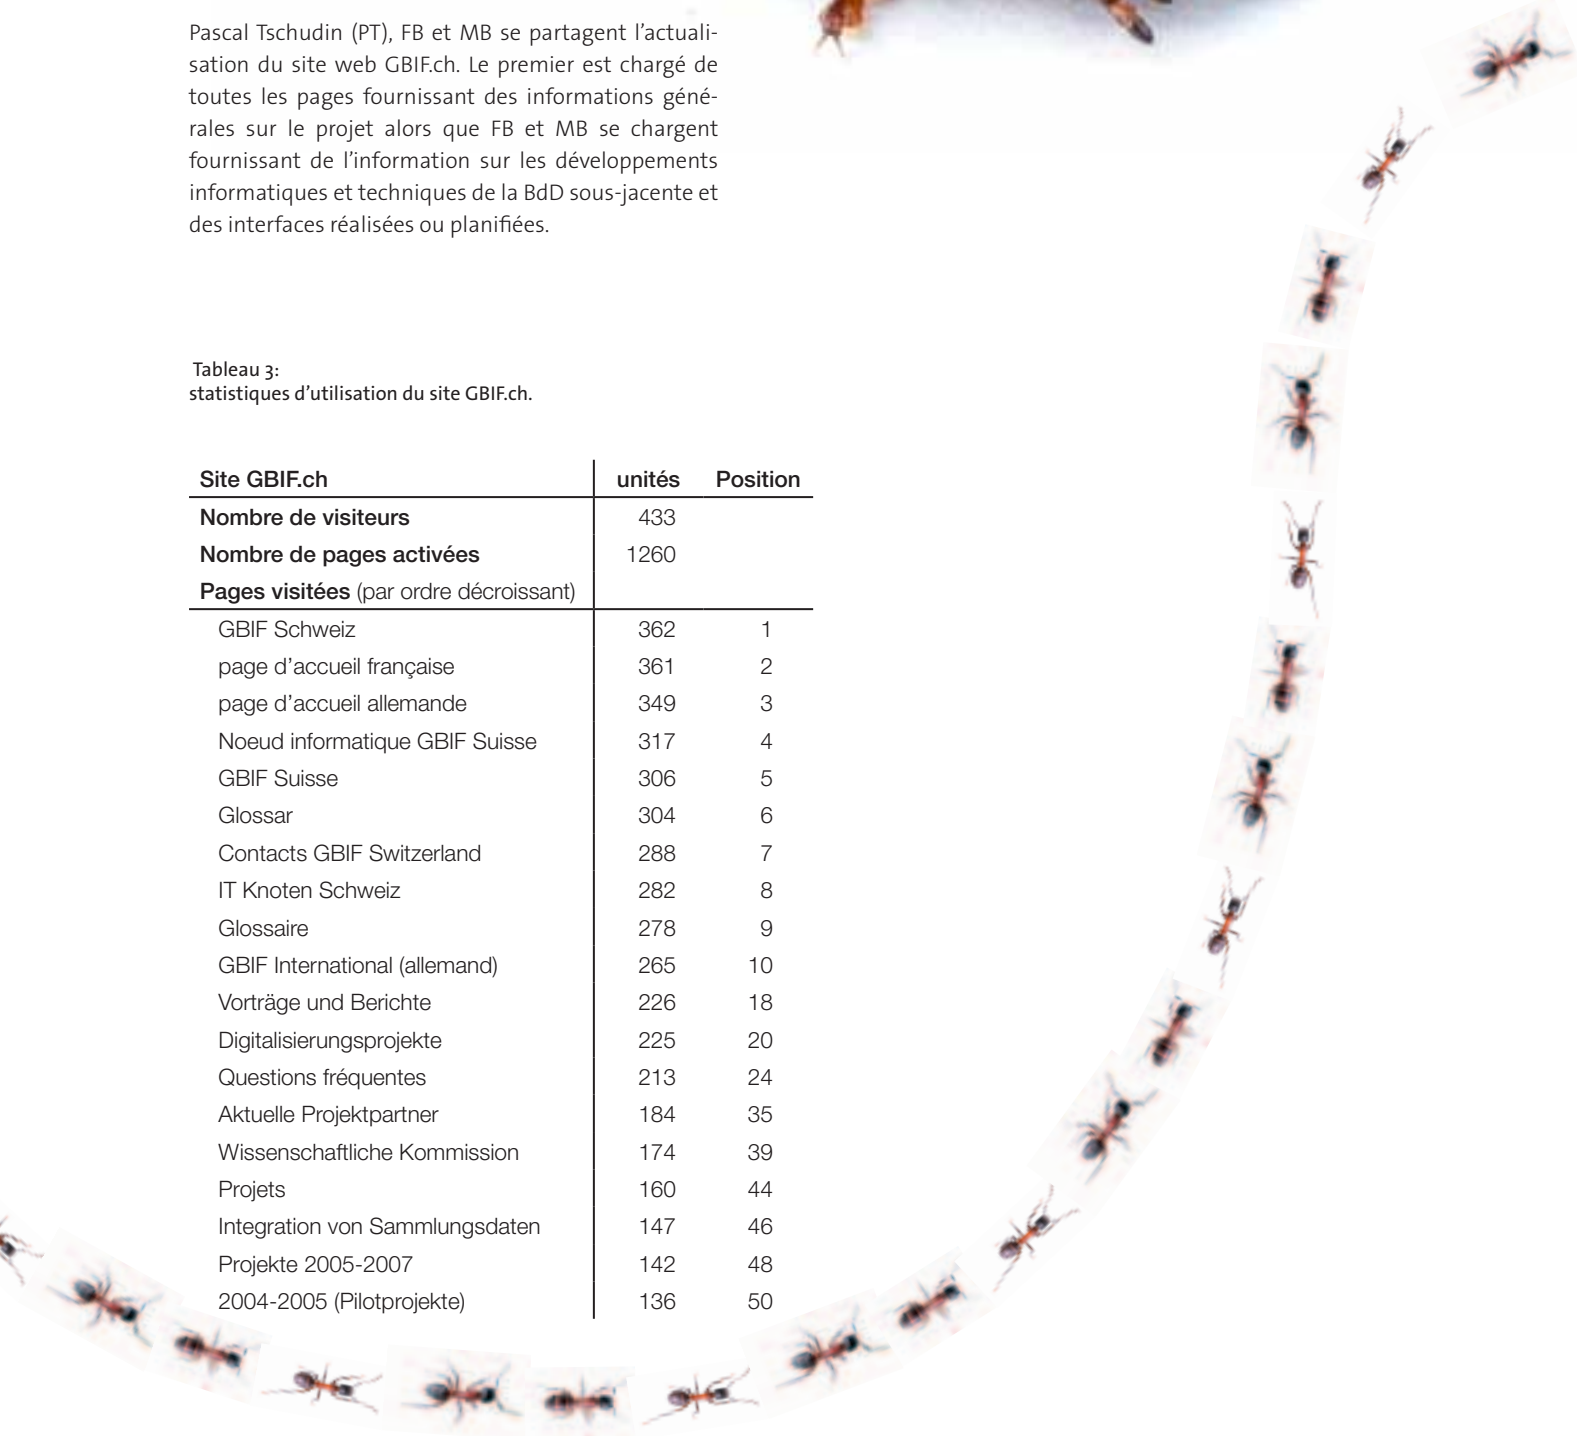 Pascal Tschudin (PT), FB et MB se partagent l’actuali-
sation du site web GBIF.ch. Le premier est chargé de
toutes les pages fournissant des informations géné-
rales sur le projet alors que FB et MB se chargent
fournissant de l’information sur les développements
informatiques et techniques de la BdD sous-jacente et
des interfaces réalisées ou planifiées.
Tableau 3:
statistiques d’utilisation du site GBIF.ch.
Site GBIF.ch unités Position
Nombre de visiteurs 433
Nombre de pages activées 1260
Pages visitées (par ordre décroissant)
GBIF Schweiz 362 1
page d’accueil française 361 2
page d’accueil allemande 349 3
Noeud informatique GBIF Suisse 317 4
GBIF Suisse 306 5
Glossar 304 6
Contacts GBIF Switzerland 288 7
IT Knoten Schweiz 282 8
Glossaire 278 9
GBIF International (allemand) 265 10
Vorträge und Berichte 226 18
Digitalisierungsprojekte 225 20
Questions fréquentes 213 24
Aktuelle Projektpartner 184 35
Wissenschaftliche Kommission 174 39
Projets 160 44
Integration von Sammlungsdaten 147 46
Projekte 2005-2007 142 48
2004-2005 (Pilotprojekte) 136 50